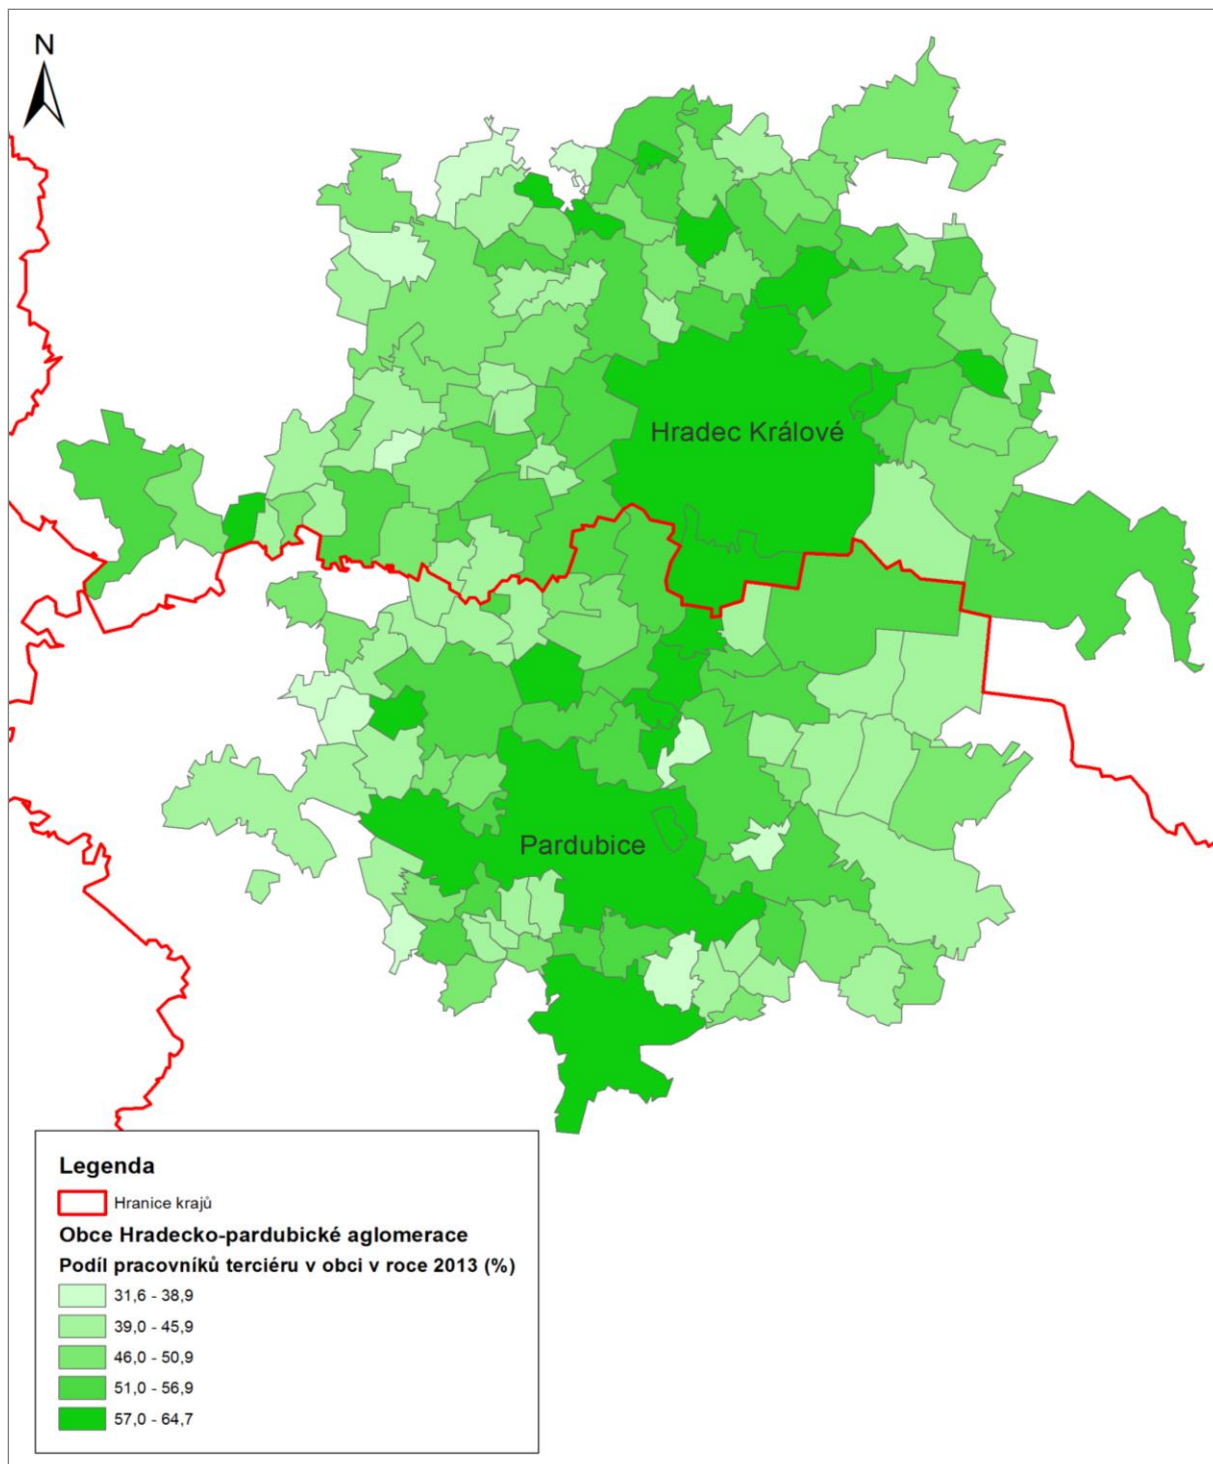 N
Hradec Králové
Pardubice
Legenda
Hranice krajů
Obce Hradecko-pardubické aglomerace
Podíl pracovníků terciéru v obci v roce 2013 (%)
31,6 - 38,9
39,0 - 45,9
46,0 - 50,9
51,0 - 56,9
57,0 - 64,7